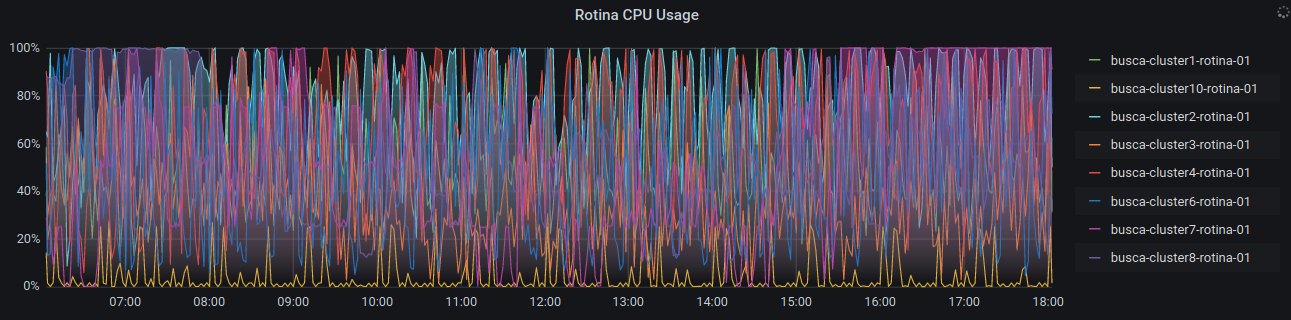 Rotina CPU Usage
100%
80%
60%
40%
20%
0%
07:00 08:00 09:00 10:00 11:00 12:00 13:00 14:00 15:00 16:00 17:00 18:00
busca-cluster1-rotina-01
busca-cluster10-rotina-01
busca-cluster2-rotina-01
busca-cluster3-rotina-01
busca-cluster4-rotina-01
busca-cluster6-rotina-01
busca-cluster7-rotina-01
busca-cluster8-rotina-01